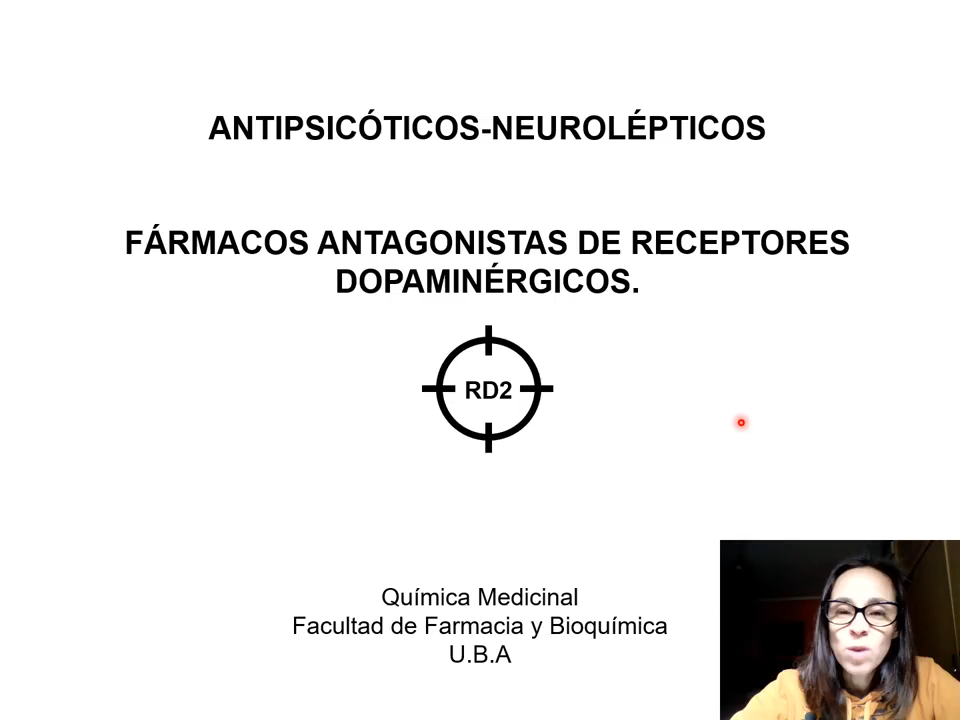 ANTIPSICÓTICOS-NEUROLÉPTICOS
FÁRMACOS ANTAGONISTAS DE RECEPTORES
DOPAMINÉRGICOS.
RD2
Química Medicinal
Facultad de Farmacia y Bioquímica
U.B.A